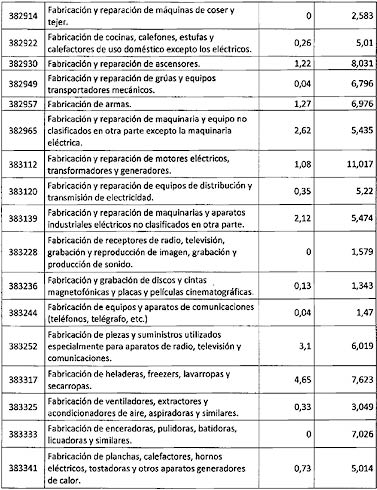 382914 Fabricación y reparación de máquinas de coser y 0 2,583
tejer.
382922 Fabricación de cocinas, calefones, estufas y 0,26 5,01
calefactores de uso doméstico excepto los eléctricos.
382930 Fabricación y reparación de ascensores. 1,22 8,031
382949 Fabricación y reparación de grúas y equipos 0,04 6,796
transportadores mecánicos.
382957 Fabricación de armas. 1,27 6,976
Fabricación y reparación de maquinaria y equipo no
382965 clasificados en otra parte excepto la maquinaria 2,62 5,435
eléctrica.
383112 Fabricación y reparación de motores eléctricos, 1,08 11,017
transformadores y generadores.
383120 Fabricación y reparación de equipos de distribución y 0,35 5,22
transmisión de electricidad.
383139 Fabricación y reparación de maquinarias y aparatos 2,12 5,474
industriales eléctricos no clasificados en otra parte.
Fabricación de receptores de radio, televisión,
383228 grabación y reproducción de imagen, grabación y 0 1,579
producción de sonido.
383236 Fabricación y grabación de discos y cintas 0,13 1,343
magnetofónicas y placas y películas cinematográficas.
383244 Fabricación de equipos y aparatos de comunicaciones 0,04 1,47
(teléfonos, telégrafo, etc.)
Fabricación de piezas y suministros utilizados
383252 especialmente para aparatos de radio, televisión y 3,1 6,019
comunicaciones.
383317 Fabricación de heladeras, freezers, lavarropas y 4,65 7,623
secarropas.
383325 Fabricación de ventiladores, extractores y 0,33 3,049
acondicionadores de aire, aspiradoras y similares.
383333 Fabricación de enceradoras, pulidoras, batidoras, 0 7,026
licuadoras y similares.
Fabricación de planchas, calefactores, hornos
383341 eléctricos, tostadoras y otros aparatos generadores 0,73 5,014
de calor.